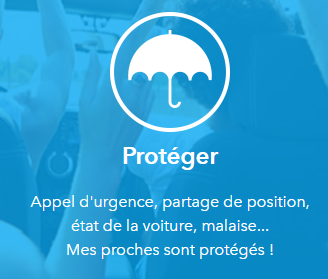 Protéger
Appel d'urgence, partage de position,
état de la voiture, malaise...
Mes proches sont protégés !